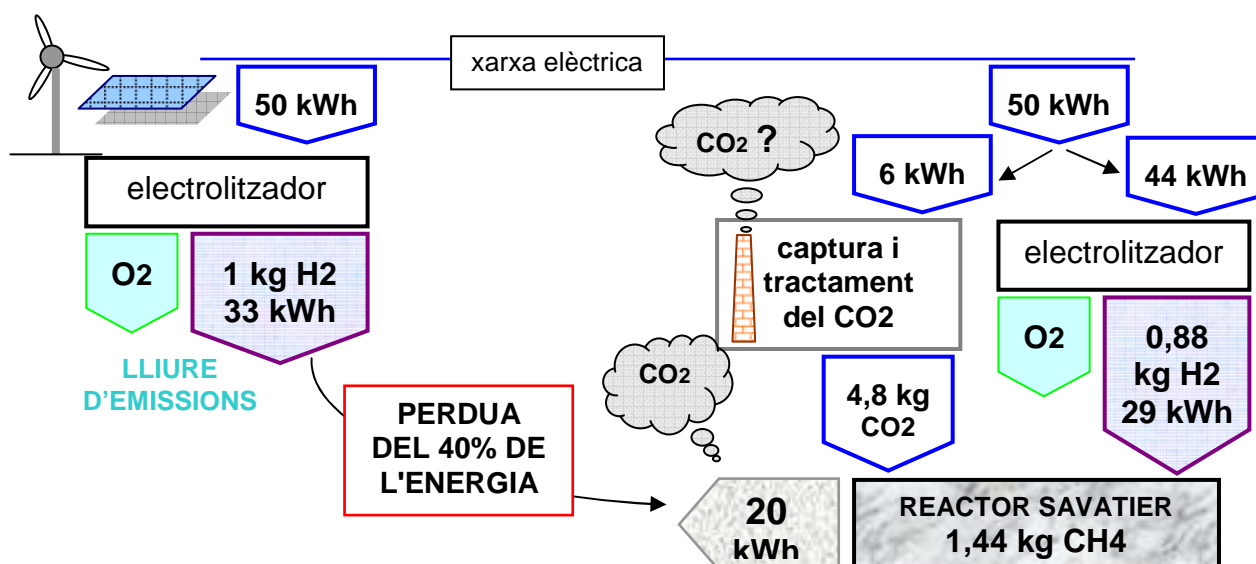 xarxa elèctrica
50 kWh
electrolitzador
O2
1 kg H2
33 kWh
LLIURE
D'EMISSIONS
PERDUA
DEL 40% DE
L'ENERGIA
50 kWh
CO2 ?
6 kWh
44 kWh
captura i
tractament
del CO2
electrolitzador
CO2
4,8 kg
CO2
O2
0,88
kg H2
29 kWh
20
kWh
REACTOR SAVATIER
1,44 kg CH4